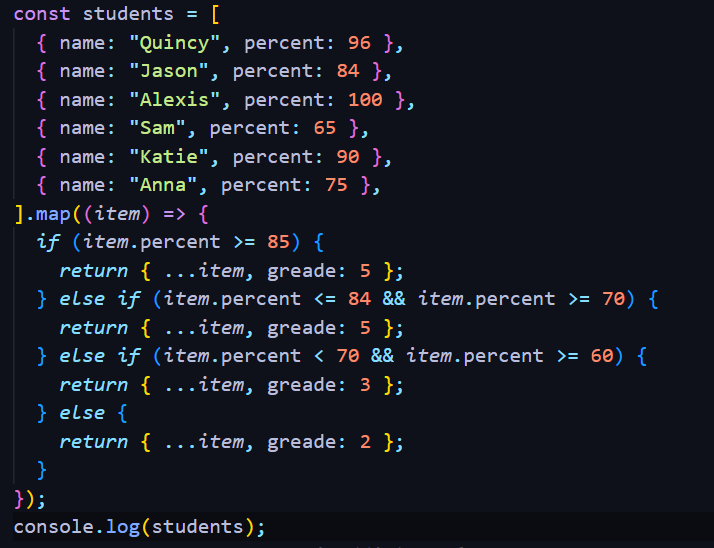 const students = [
  { name: "Quincy", percent: 96 },
  { name: "Jason", percent: 84 },
  { name: "Alexis", percent: 100 },
  { name: "Sam", percent: 65 },
  { name: "Katie", percent: 90 },
  { name: "Anna", percent: 75 },
].map((item) => {
  if (item.percent >= 85) {
    return { ...item, greade: 5 };
  } else if (item.percent <= 84 && item.percent >= 70) {
    return { ...item, greade: 5 };
  } else if (item.percent < 70 && item.percent >= 60) {
    return { ...item, greade: 3 };
  } else {
    return { ...item, greade: 2 };
  }
});
console.log(students);